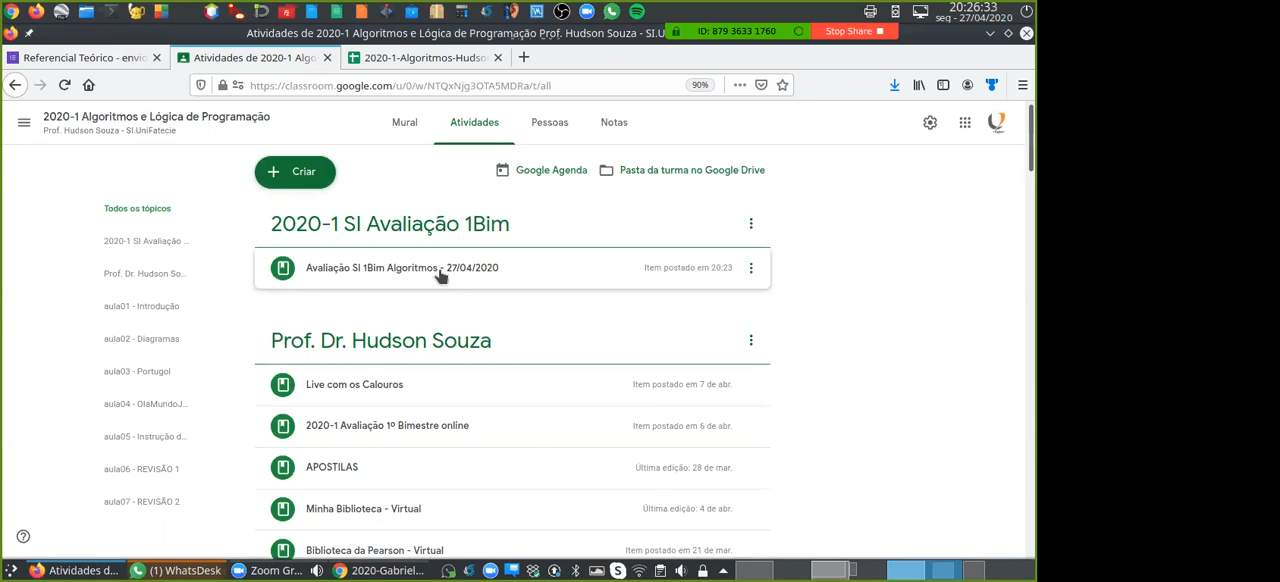 20:26:33
seg - 27/04/2020
Atividades de 2020-1 Algoritmos e Lógica de Programação Prof. Hudson Souza - SI.U
ID: 879 3633 1760
Stop Share
Referencial Teórico - envio
Atividades de 2020-1 Algo
2020-1-Algoritmos-Hudso
https://classroom.google.com/u/0/w/NTQxNjg3OTA5MDRa/t/all
90%
2020-1 Algoritmos e Lógica de Programação
Prof. Hudson Souza - SI.UniFatecie
Mural
Atividades
Pessoas
Notas
Criar
Google Agenda
Pasta da turma no Google Drive
Todos os tópicos
2020-1 SI Avaliação ...
Prof. Dr. Hudson So...
aula01 - Introdução
aula02 - Diagramas
aula03 - Portugol
aula04 - OláMundoJ...
aula05 - Instrução d...
aula06 - REVISÃO 1
aula07 - REVISÃO 2
2020-1 SI Avaliação 1Bim
Avaliação SI 1Bim Algoritmos - 27/04/2020
Item postado em 20:23
Prof. Dr. Hudson Souza
Live com os Calouros
Item postado em 7 de abr.
2020-1 Avaliação 1º Bimestre online
Item postado em 6 de abr.
APOSTILAS
Última edição: 28 de mar.
Minha Biblioteca - Virtual
Última edição: 4 de abr.
Biblioteca da Pearson - Virtual
Item postado em 21 de mar.
Atividades d...
(1) WhatsDesk
Zoom Gr...
2020-Gabriel...